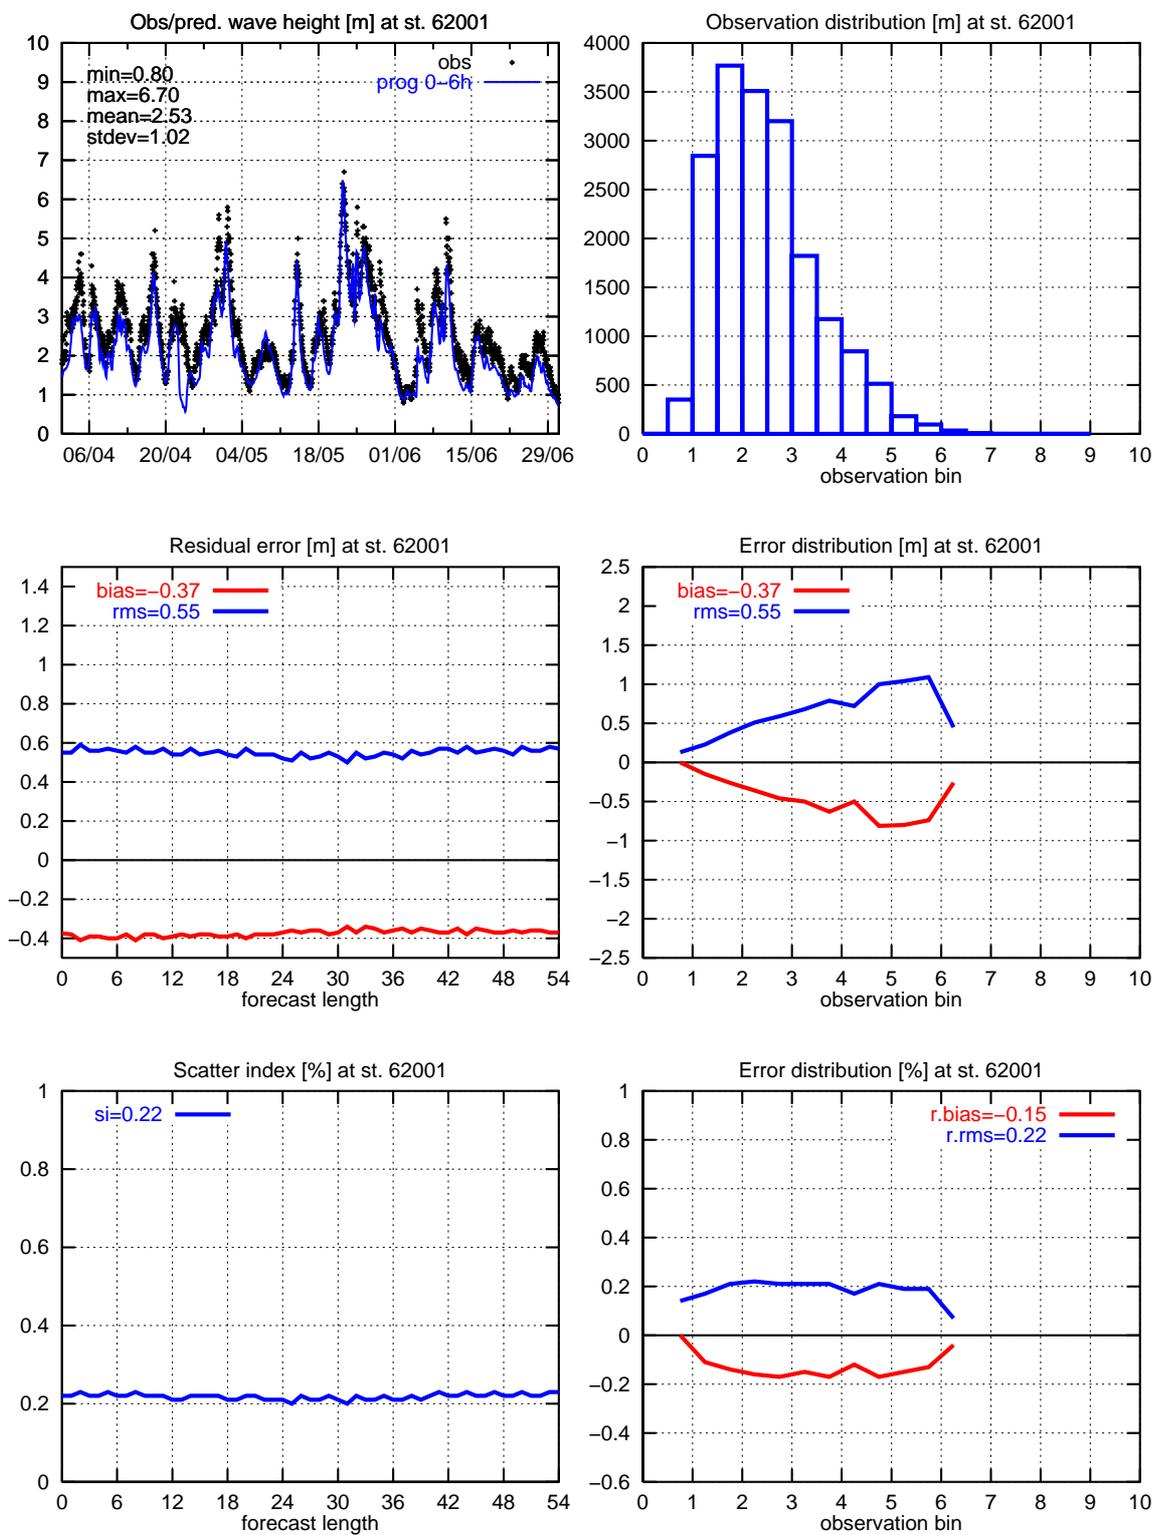 Obs/pred. wave height [m] at st. 62001
10
9
8
7
6
5
4
3
2
1
0
min=0.80
max=6.70
mean=2.53
stdev=1.02
obs
prog 0−6h
06/04 20/04 04/05 18/05 01/06 15/06 29/06
Observation distribution [m] at st. 62001
4000
3500
3000
2500
2000
1500
1000
500
0
0 1 2 3 4 5 6 7 8 9 10
observation bin
Residual error [m] at st. 62001
1.4
1.2
1
0.8
0.6
0.4
0.2
0
−0.2
−0.4
bias=−0.37
rms=0.55
0 6 12 18 24 30 36 42 48 54
forecast length
Error distribution [m] at st. 62001
2.5
2
1.5
1
0.5
0
−0.5
−1
−1.5
−2
−2.5
bias=−0.37
rms=0.55
0 1 2 3 4 5 6 7 8 9 10
observation bin
Scatter index [%] at st. 62001
1
0.8
0.6
0.4
0.2
0
si=0.22
0 6 12 18 24 30 36 42 48 54
forecast length
Error distribution [%] at st. 62001
1
0.8
0.6
0.4
0.2
0
−0.2
−0.4
−0.6
r.bias=−0.15
r.rms=0.22
0 1 2 3 4 5 6 7 8 9 10
observation bin